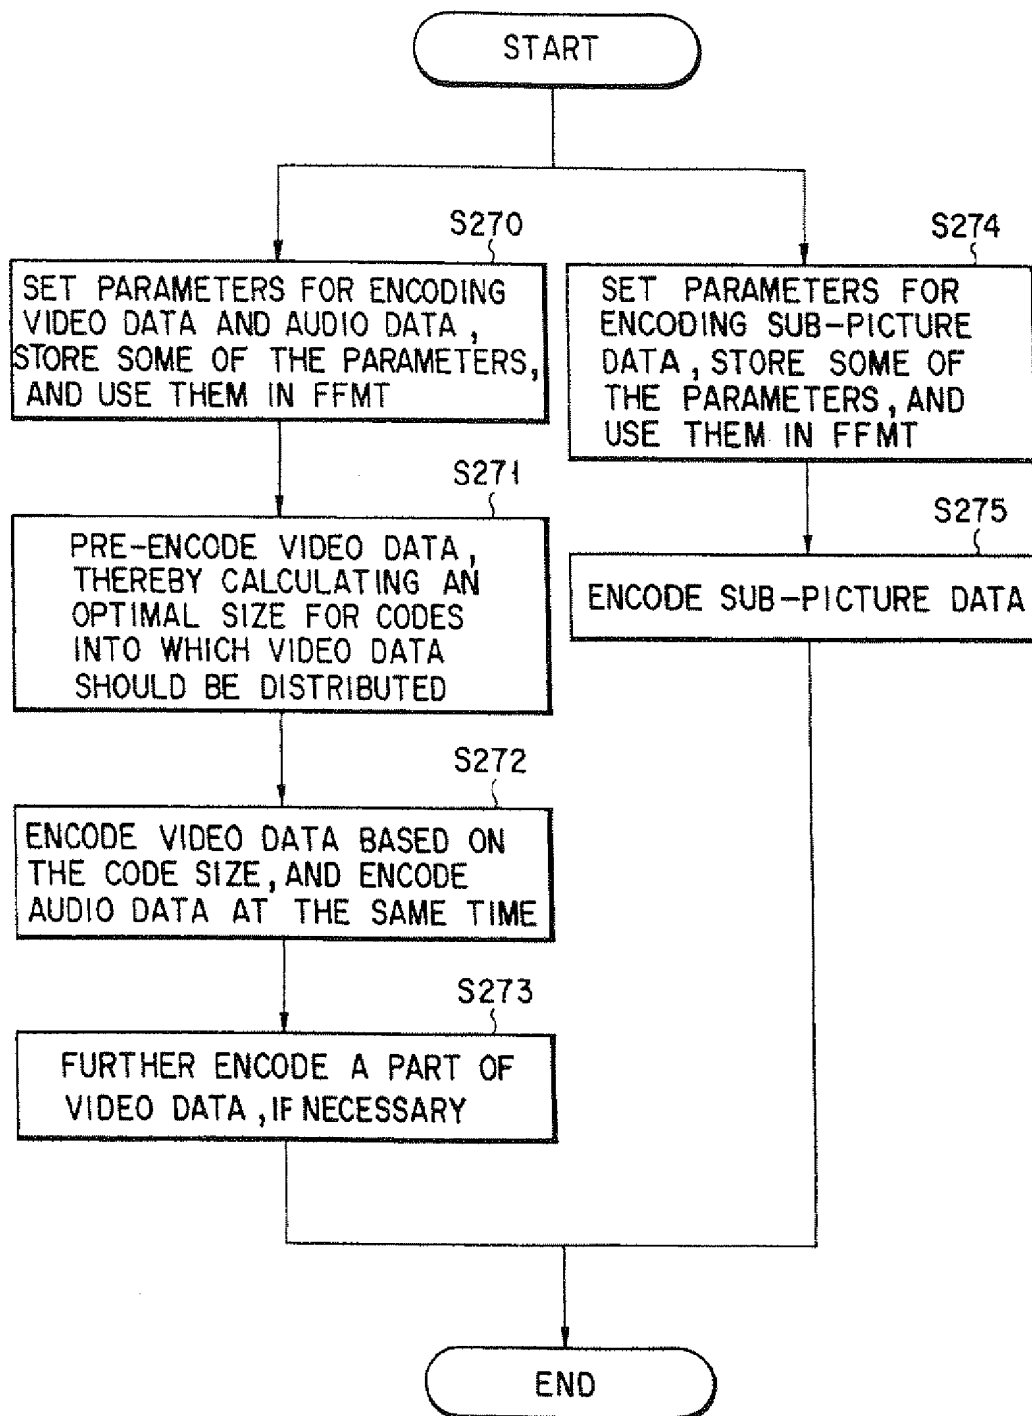 START
S270
SET PARAMETERS FOR ENCODING
VIDEO DATA AND AUDIO DATA,
STORE SOME OF THE PARAMETERS,
AND USE THEM IN FFMT
S271
PRE-ENCODE VIDEO DATA,
THEREBY CALCULATING AN
OPTIMAL SIZE FOR CODES
INTO WHICH VIDEO DATA
SHOULD BE DISTRIBUTED
S272
ENCODE VIDEO DATA BASED ON
THE CODE SIZE, AND ENCODE
AUDIO DATA AT THE SAME TIME
S273
FURTHER ENCODE A PART OF
VIDEO DATA, IF NECESSARY
S274
SET PARAMETERS FOR
ENCODING SUB-PICTURE
DATA, STORE SOME OF
THE PARAMETERS, AND
USE THEM IN FFMT
S275
ENCODE SUB-PICTURE DATA
END